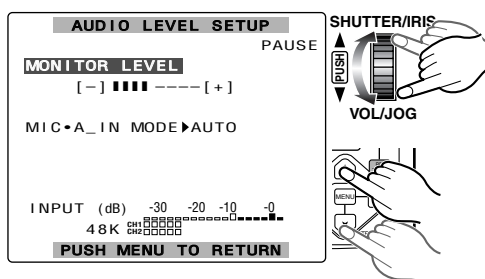 AUDIO LEVEL SETUP
PAUSE
MONITOR LEVEL
[–] ▮▮▮▮ – – – – [+]
MIC•A_IN MODE▶AUTO
INPUT (dB) -30 -20 -10 -0
48K CH1
CH2
PUSH MENU TO RETURN
SHUTTER/IRIS
PUSH
VOL/JOG
MENU